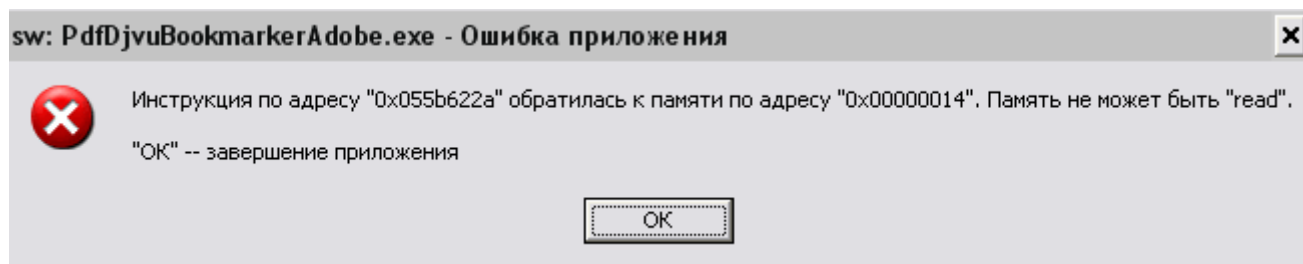 sw: PdfDjvuBookmarkerAdobe.exe - Ошибка приложения
Инструкция по адресу "0x055b622a" обратилась к памяти по адресу "0x00000014". Память не может быть "read".
"ОК" -- завершение приложения
ОК